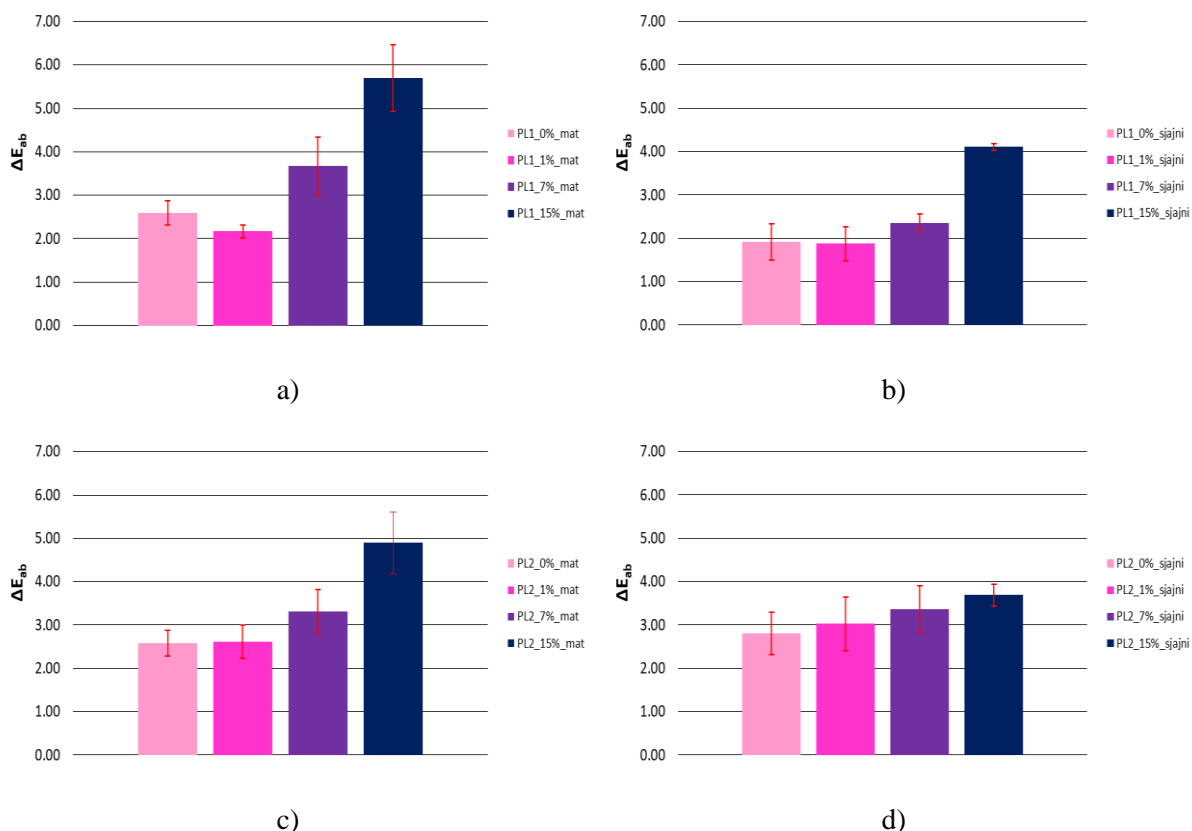 7.00
6.00
5.00
4.00
3.00
2.00
1.00
0.00
ΔEab
PL1_0%_mat
PL1_1%_mat
PL1_7%_mat
PL1_15%_mat
a)
7.00
6.00
5.00
4.00
3.00
2.00
1.00
0.00
ΔEab
PL1_0%_sjajni
PL1_1%_sjajni
PL1_7%_sjajni
PL1_15%_sjajni
b)
7.00
6.00
5.00
4.00
3.00
2.00
1.00
0.00
ΔEab
PL2_0%_mat
PL2_1%_mat
PL2_7%_mat
PL2_15%_mat
c)
7.00
6.00
5.00
4.00
3.00
2.00
1.00
0.00
ΔEab
PL2_0%_sjajni
PL2_1%_sjajni
PL2_7%_sjajni
PL2_15%_sjajni
d)